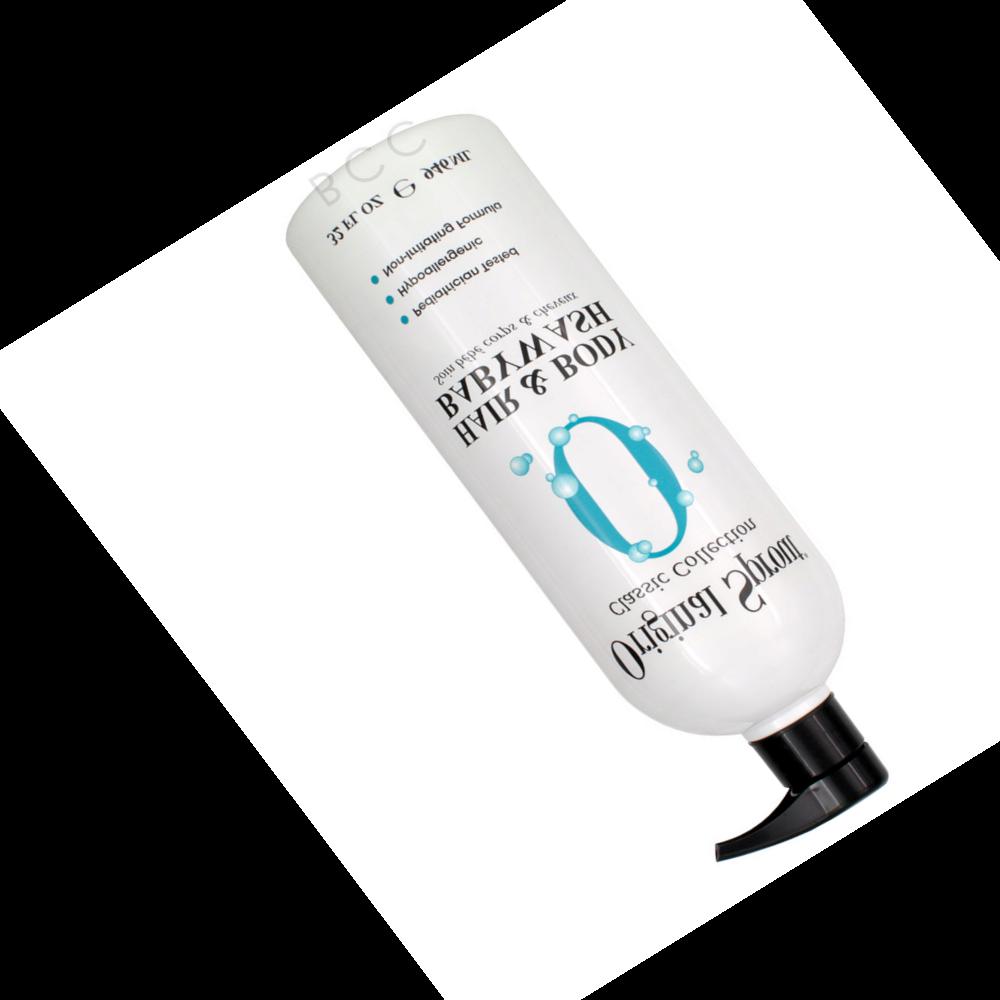 Original Sprout
Classic Collection
HAIR & BODY
BABYWASH
Soin bébé corps & cheveux
Pediatrician Tested
Hypoallergenic
Non-Irritating Formula
32 FL OZ ℮ 946 ML
BCC